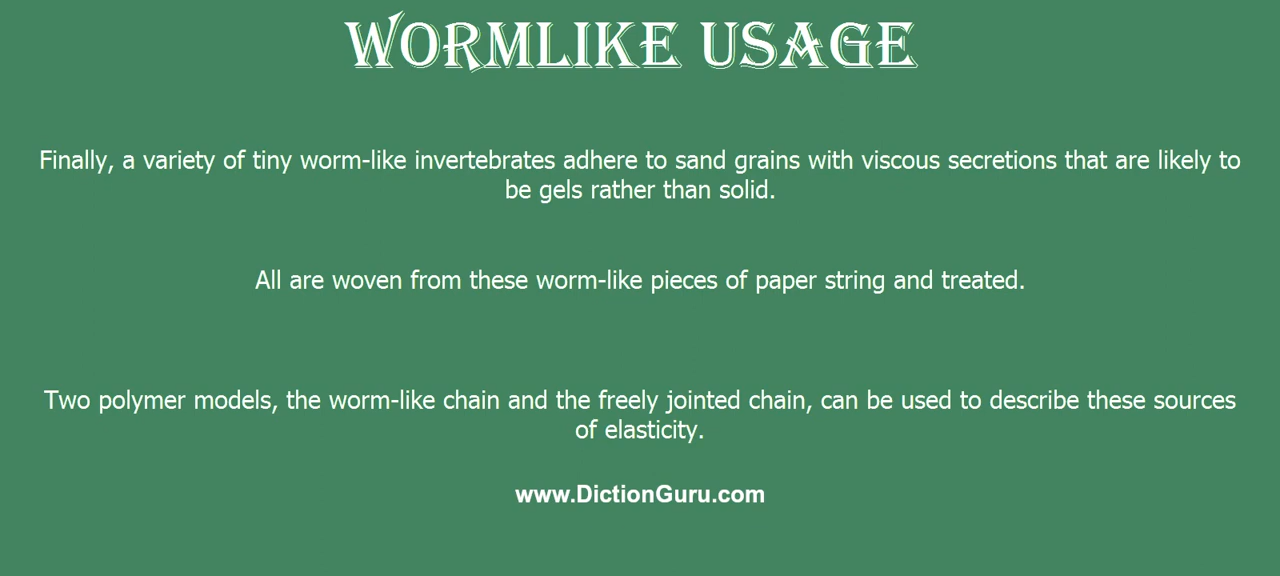 WORMLIKE USAGE
Finally, a variety of tiny worm-like invertebrates adhere to sand grains with viscous secretions that are likely to
be gels rather than solid.
All are woven from these worm-like pieces of paper string and treated.
Two polymer models, the worm-like chain and the freely jointed chain, can be used to describe these sources
of elasticity.
www.DictionGuru.com